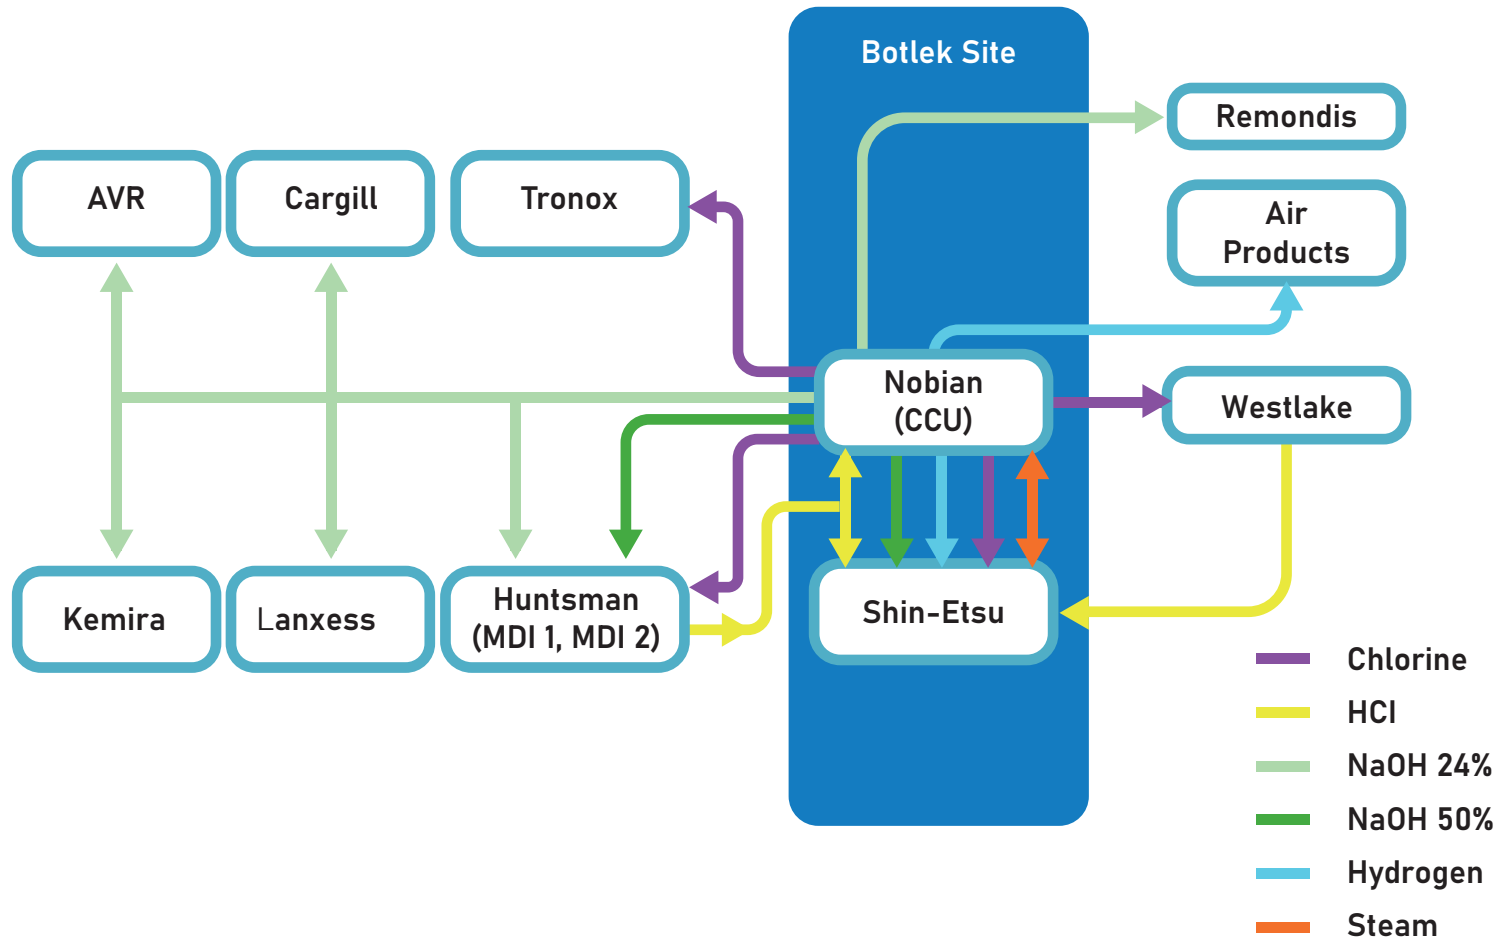 Botlek Site
Remondis
AVR
Cargill
Tronox
Air
Products
Nobian
(CCU)
Westlake
Kemira
Lanxess
Huntsman
(MDI 1, MDI 2)
Shin-Etsu
Chlorine
HCI
NaOH 24%
NaOH 50%
Hydrogen
Steam